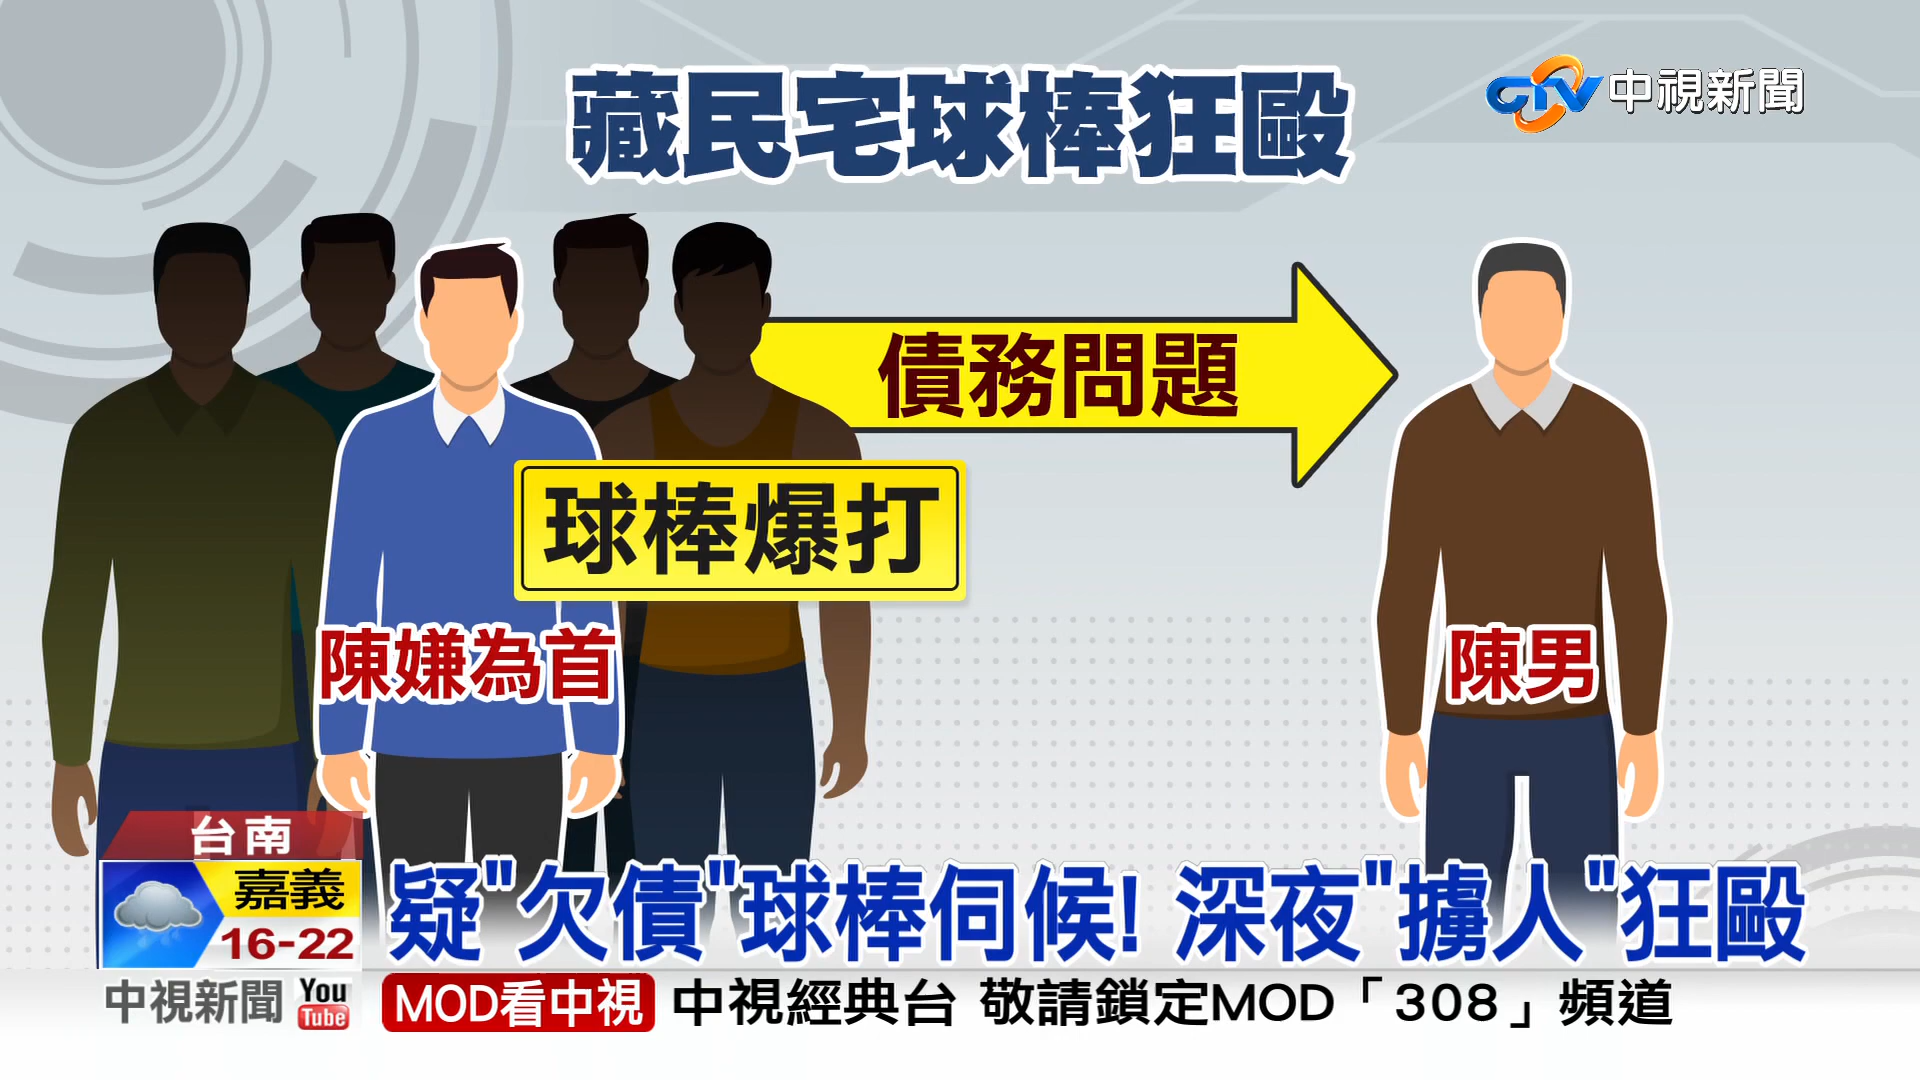 藏民宅球棒狂毆
CTV中視新聞
債務問題
球棒爆打
陳嫌為首
陳男
台南
嘉義
16-22
疑"欠債"球棒伺候! 深夜"擄人"狂毆
中視新聞 YouTube
MOD看中視 中視經典台 敬請鎖定MOD「308」頻道